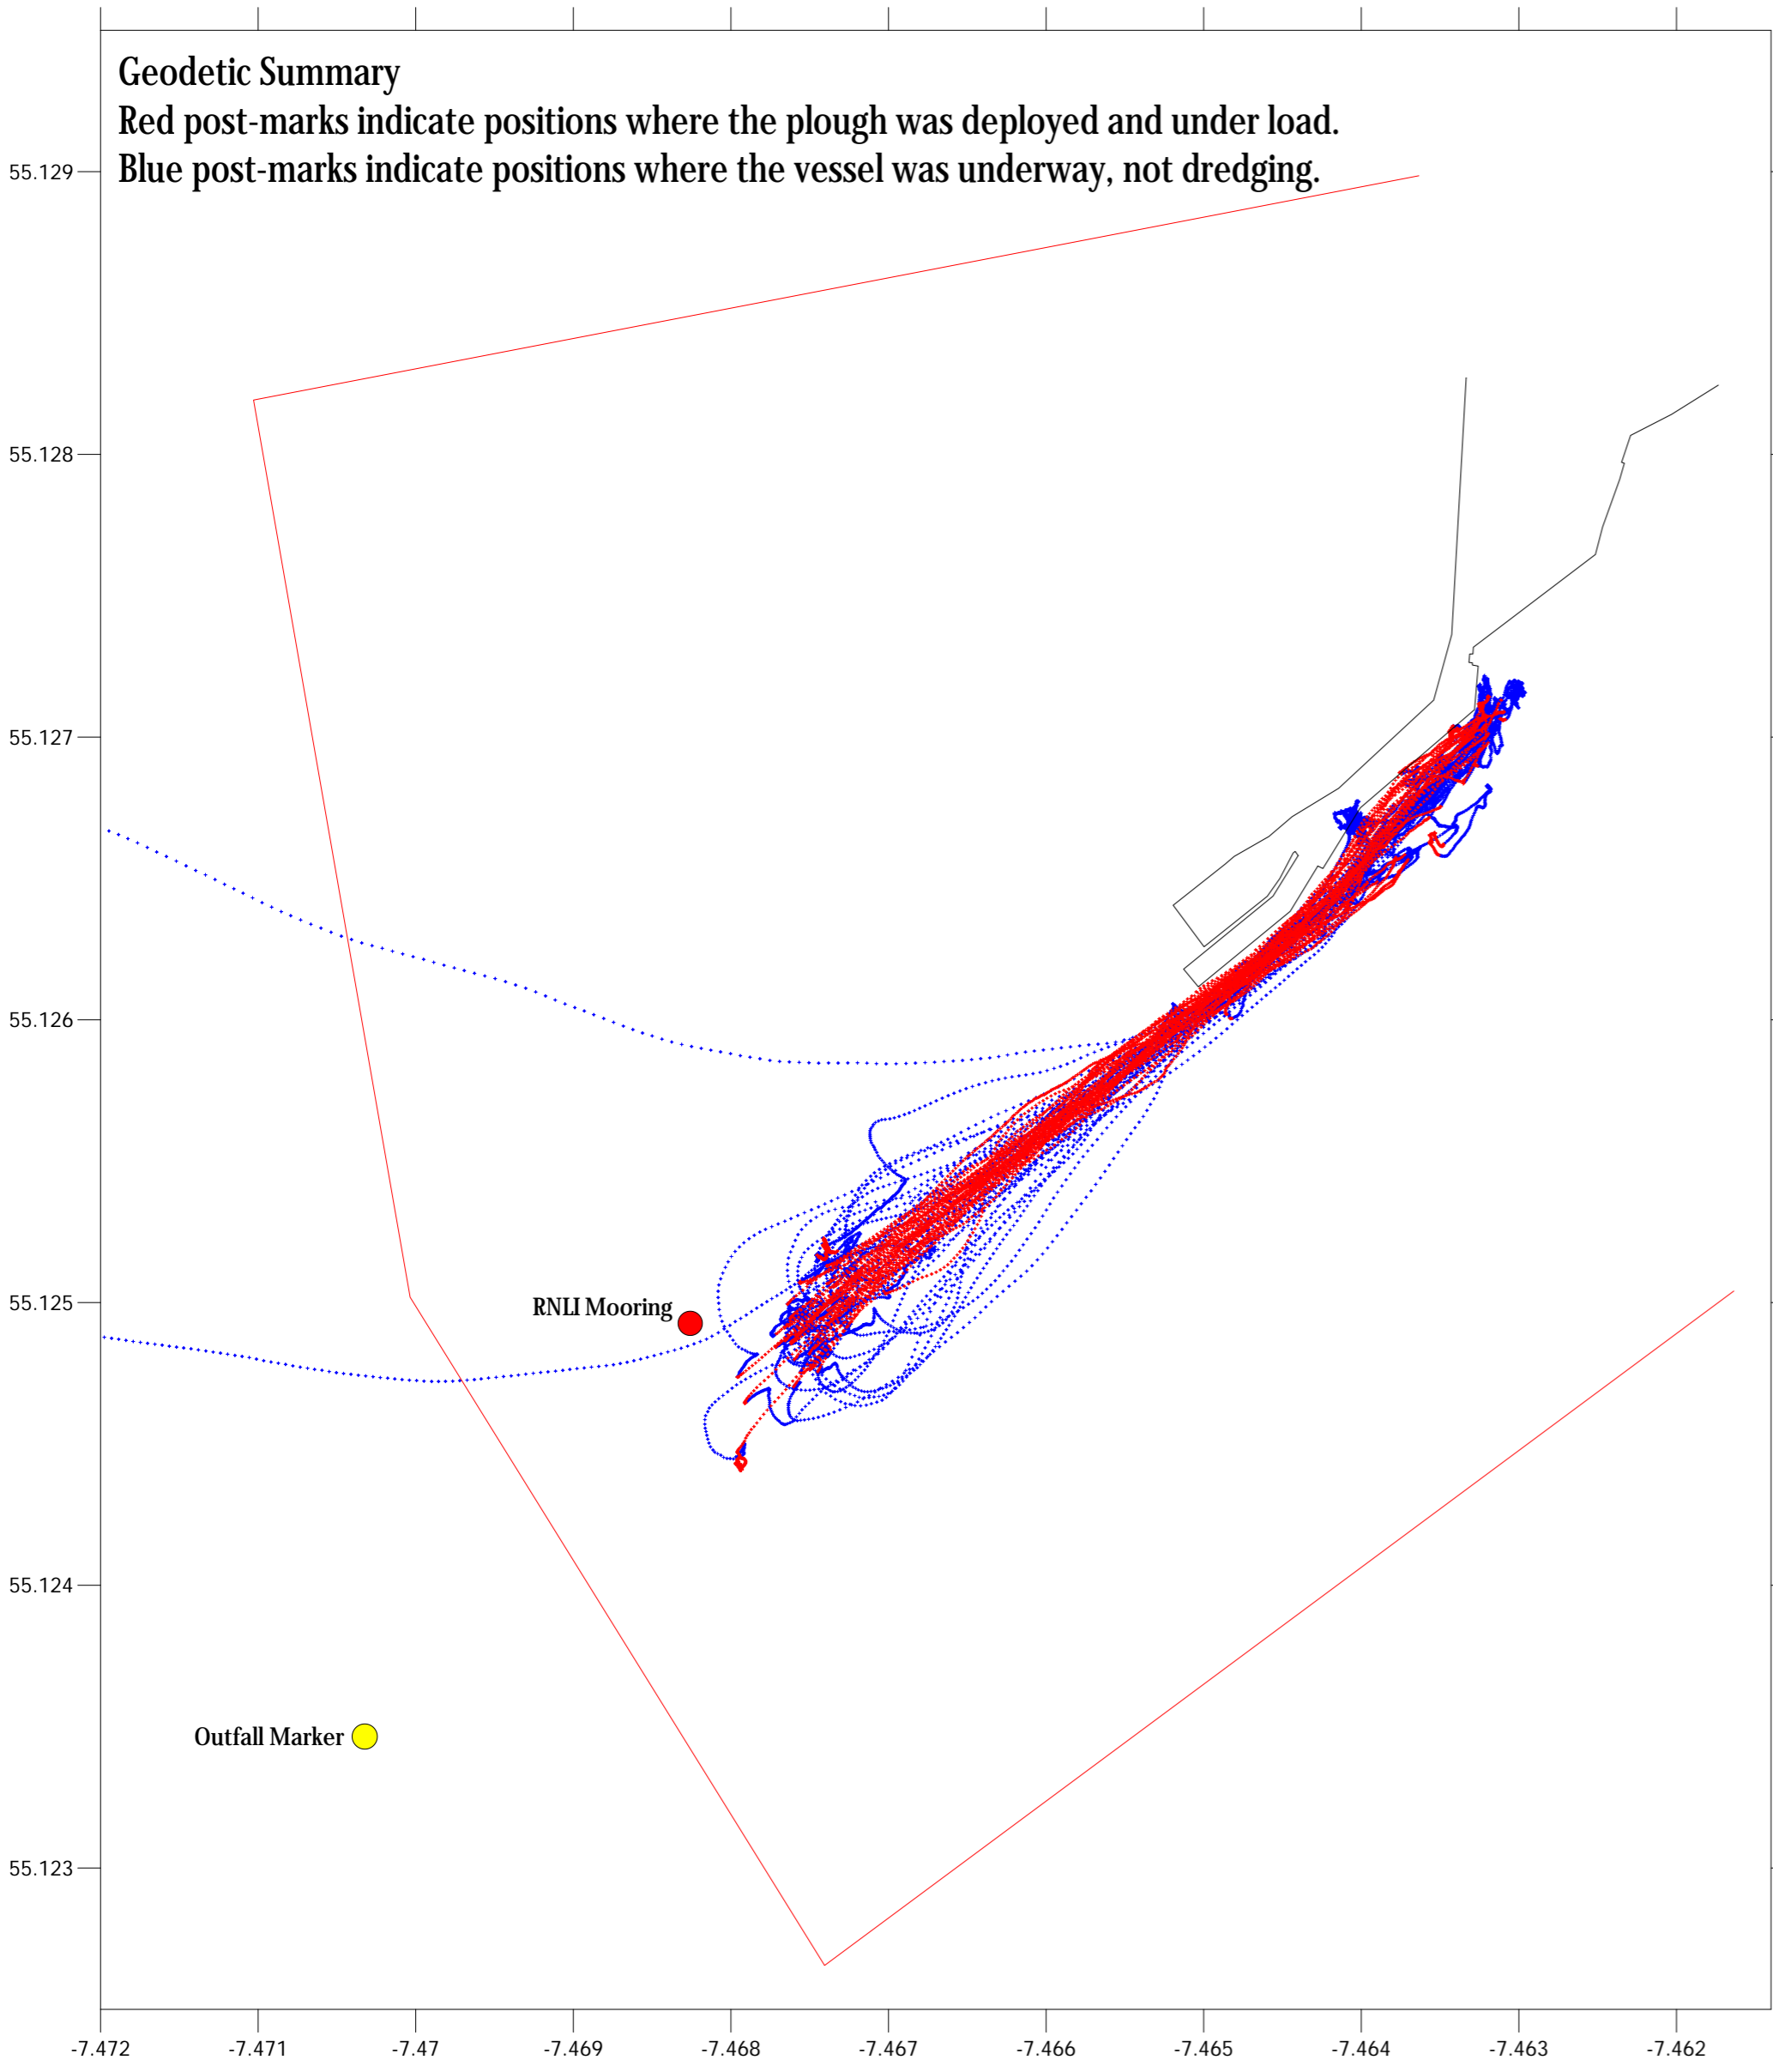 Geodetic Summary
Red post-marks indicate positions where the plough was deployed and under load.
Blue post-marks indicate positions where the vessel was underway, not dredging.
55.129
55.128
55.127
55.126
55.125
RNLI Mooring
55.124
Outfall Marker
55.123
-7.472 -7.471 -7.47 -7.469 -7.468 -7.467 -7.466 -7.465 -7.464 -7.463 -7.462